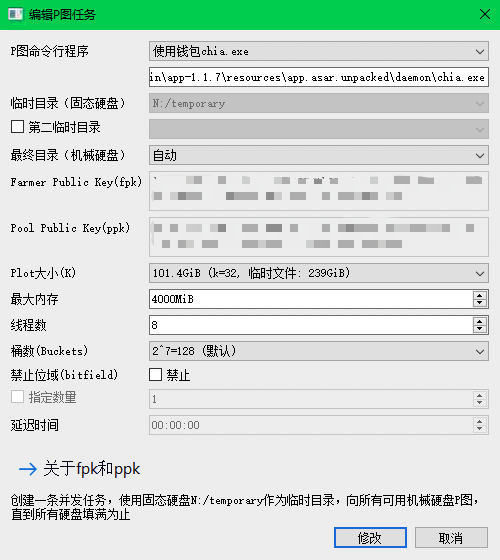 编辑P图任务
P图命令行程序 使用钱包chia.exe
in\app-1.1.7\resources\app.asar.unpacked\daemon\chia.exe
临时目录（固态硬盘） N:/temporary
第二临时目录
最终目录（机械硬盘） 自动
Farmer Public Key(fpk)
Pool Public Key(ppk)
Plot大小(K) 101.4GiB (k=32, 临时文件: 239GiB)
最大内存 4000MiB
线程数 8
桶数(Buckets) 2^7=128 (默认)
禁止位域(bitfield) 禁止
指定数量 1
延迟时间 00:00:00
关于fpk和ppk
创建一条并发任务，使用固态硬盘N:/temporary作为临时目录，向所有可用机械硬盘P图，
直到所有硬盘填满为止
修改 取消